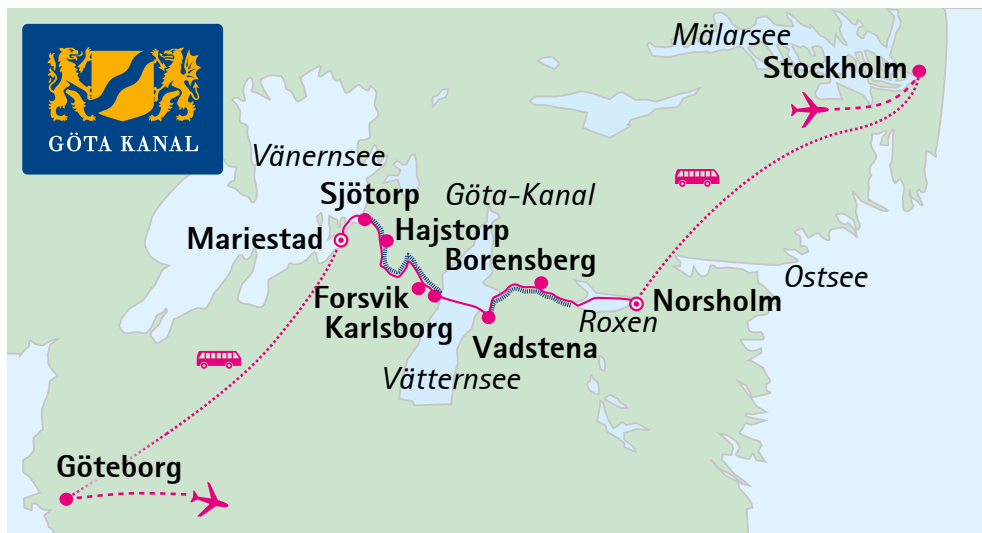 Mälarsee
Stockholm
GÖTA KANAL
Vänernsee
Sjötorp
Göta-Kanal
Mariestad
Hajstorp
Borensberg
Ostsee
Forsvik
Norsholm
Karlsborg
Roxen
Vadstena
Vätternsee
Göteborg